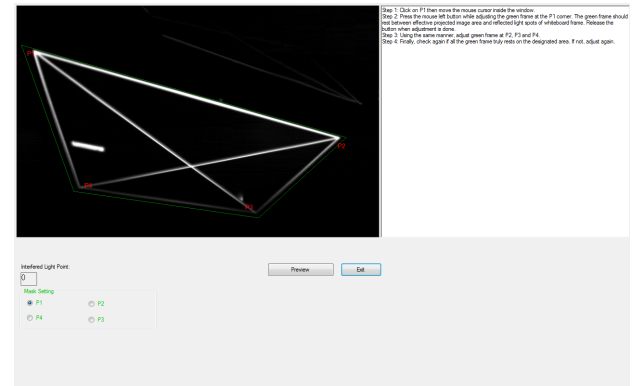 Step 1: Click on P1 then move the mouse cursor inside the window.
Step 2: Press the mouse left button while adjusting the green frame at the P1 corner. The green frame should
rest between effective projected image area and reflected light spots of whiteboard frame. Release the
button when adjustment is done.
Step 3: Using the same manner, adjust green frame at P2, P3 and P4.
Step 4: Finally, check again if all the green frame truly rests on the designated area. If not, adjust again.
P1
P2
P4
P3
Interfered Light Point:
0
Preview
Exit
Mask Setting
P1
P2
P4
P3